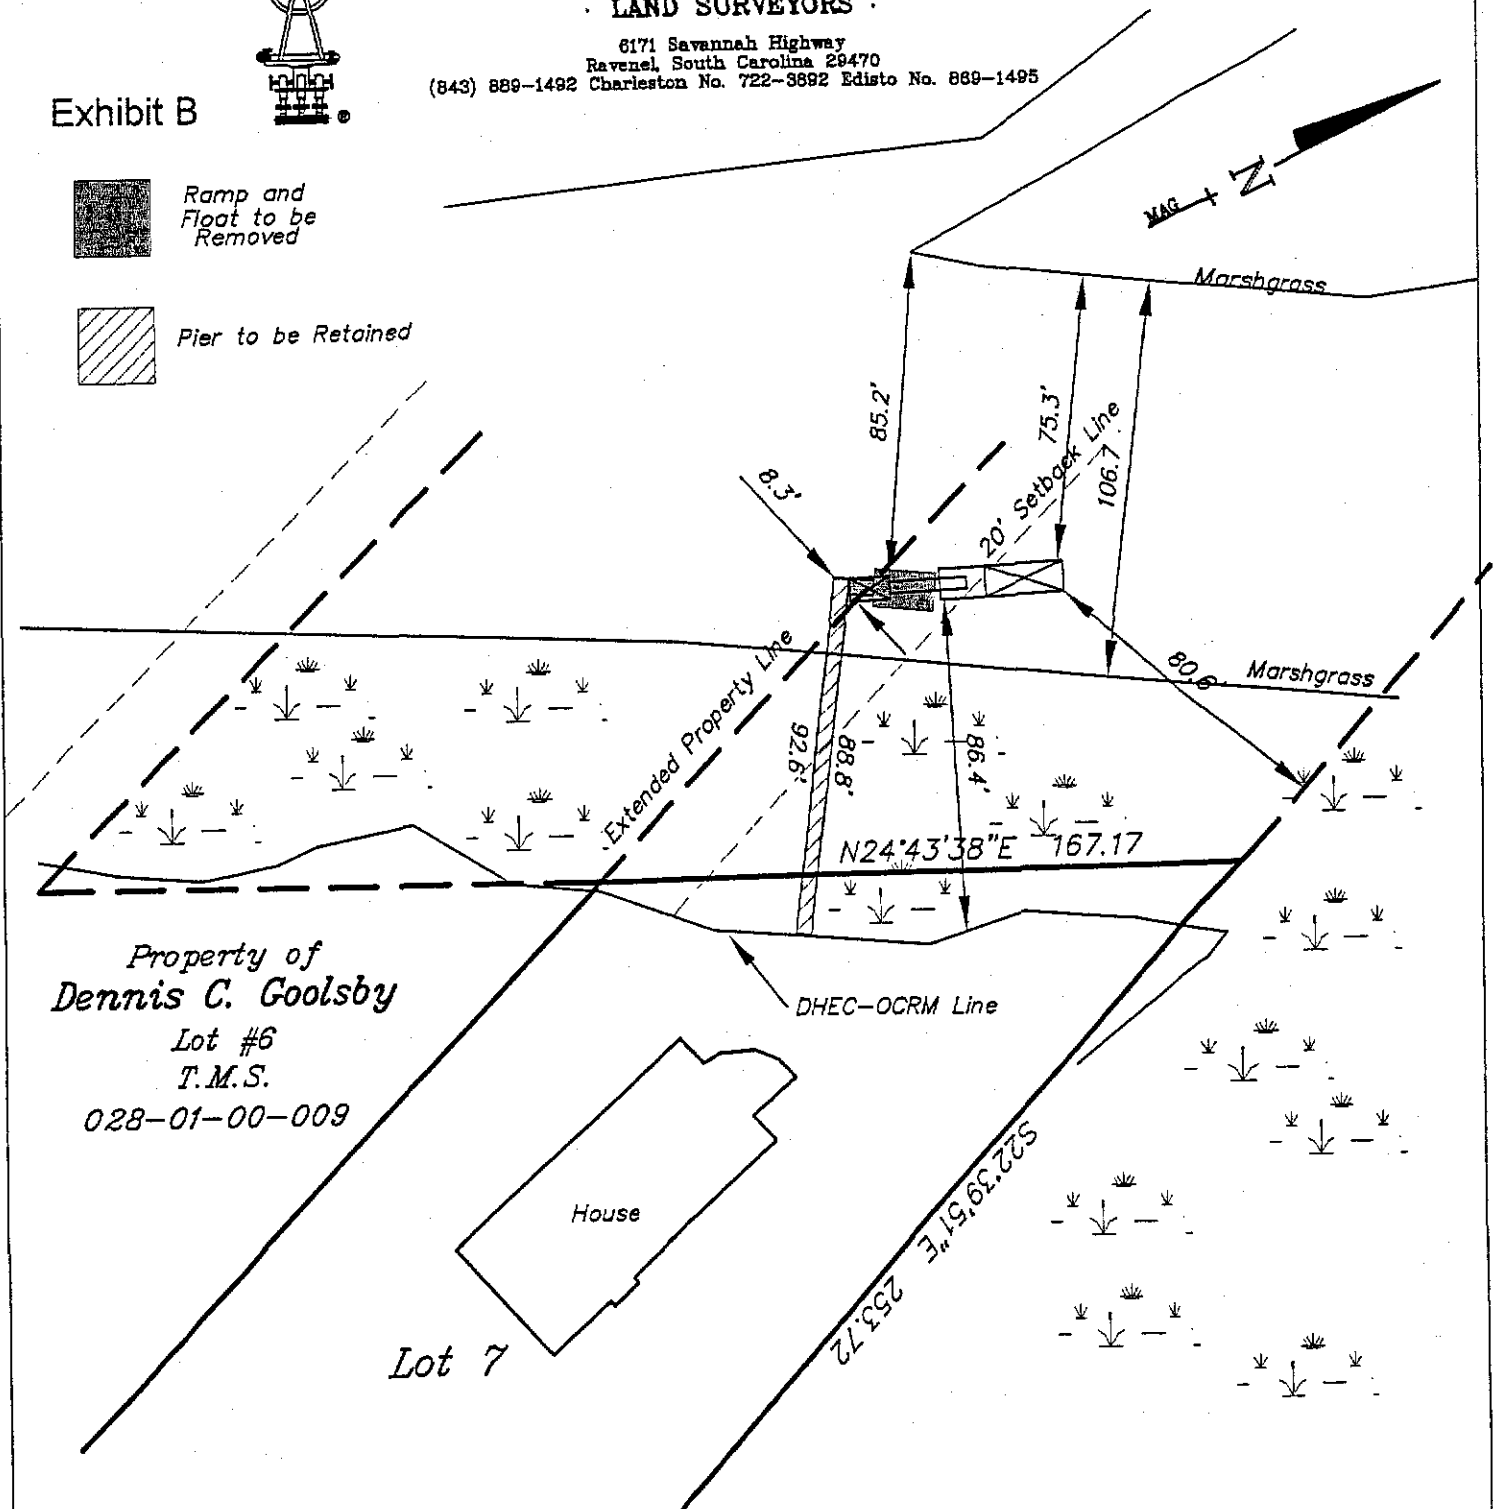 · LAND SURVEYORS ·
6171 Savannah Highway
Ravenel, South Carolina 29470
(843) 889-1492 Charleston No. 722-3892 Edisto No. 869-1495
Exhibit B
®
Ramp and
Float to be
Removed
Pier to be Retained
MAG
N
Marshgrass
85.2'
75.3'
106.7
20' Setback Line
8.3'
80.6
Marshgrass
Extended Property Line
92.6'
88.8'
86.4'
N24°43'38"E 167.17
Property of
Dennis C. Goolsby
Lot #6
T.M.S.
028-01-00-009
DHEC-OCRM Line
House
S22°39'51"E 253.72
Lot 7